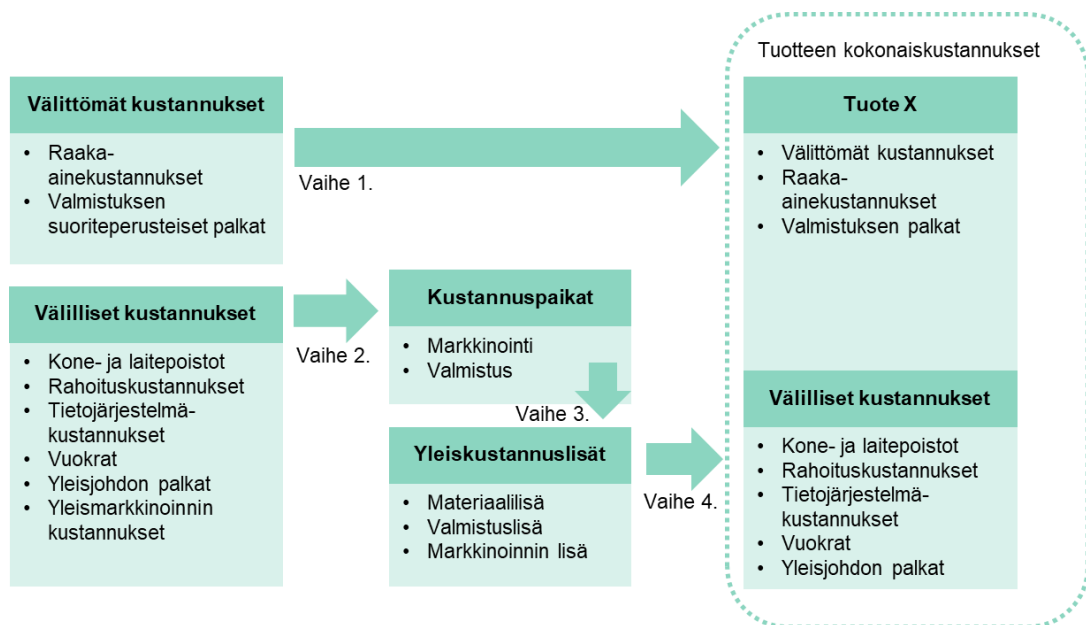 Tuotteen kokonaiskustannukset
Välittömät kustannukset
• Raaka-
ainekustannukset
• Valmistuksen
suoriteperusteiset palkat
Vaihe 1.
Tuote X
• Välittömät kustannukset
• Raaka-
ainekustannukset
• Valmistuksen palkat
Välilliset kustannukset
• Kone- ja laitepoistot
• Rahoituskustannukset
• Tietojärjestelmä-
kustannukset
• Vuokrat
• Yleisjohdon palkat
• Yleismarkkinoinnin
kustannukset
Vaihe 2.
Kustannuspaikat
• Markkinointi
• Valmistus
Vaihe 3.
Yleiskustannuslisät
• Materiaalilisä
• Valmistuslisä
• Markkinoinnin lisä
Vaihe 4.
Välilliset kustannukset
• Kone- ja laitepoistot
• Rahoituskustannukset
• Tietojärjestelmä-
kustannukset
• Vuokrat
• Yleisjohdon palkat